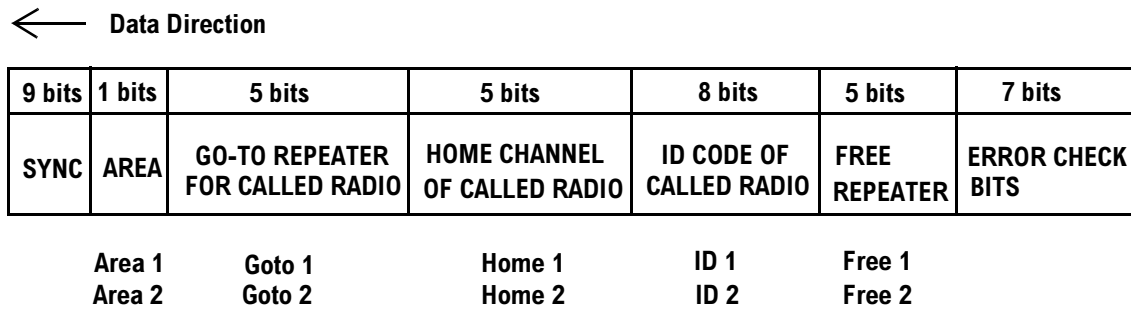 Data Direction
9 bits 1 bits 5 bits 5 bits 8 bits 5 bits 7 bits
SYNC AREA GO-TO REPEATER FOR CALLED RADIO HOME CHANNEL OF CALLED RADIO ID CODE OF CALLED RADIO FREE REPEATER ERROR CHECK BITS
Area 1 Goto 1 Home 1 ID 1 Free 1
Area 2 Goto 2 Home 2 ID 2 Free 2